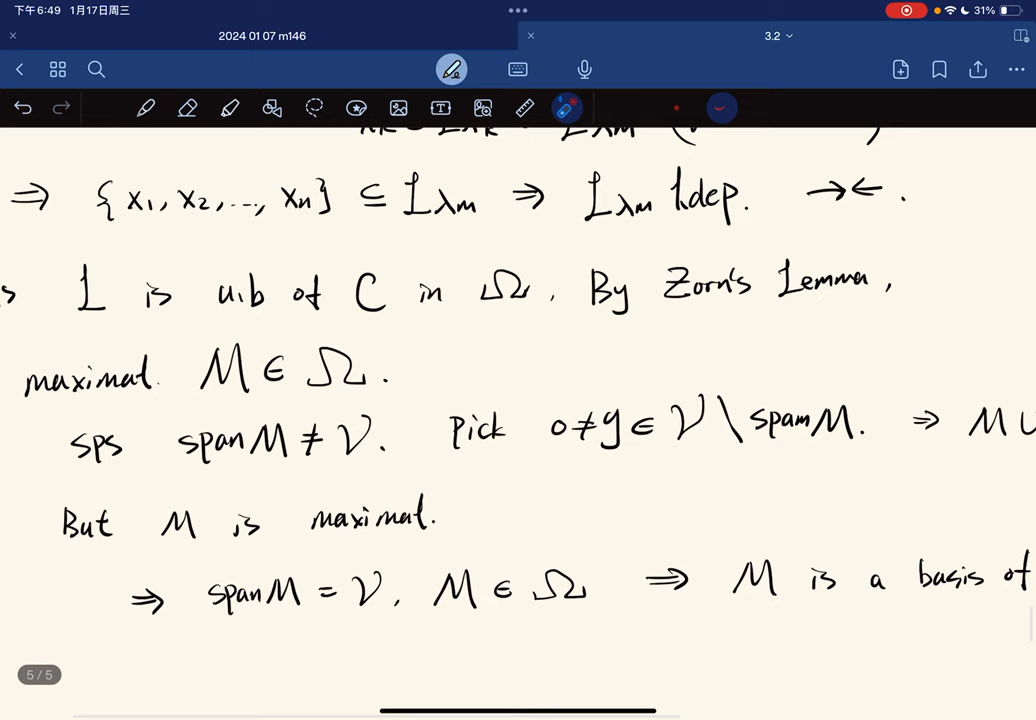 下午6:49 1月17日周三
31%
2024 01 07 m146
3.2
⇒ {x₁, x₂, ..., xₙ} ⊆ Lλm ⇒ Lλm ldep. →←.
s L is u.b of C in Ω. By Zorn's Lemma,
maximal. M ∈ Ω.
sps span M ≠ V. Pick 0≠y ∈ V \ span M. ⇒ M ∪
But M is maximal.
⇒ span M = V, M ∈ Ω ⇒ M is a basis of
5/5